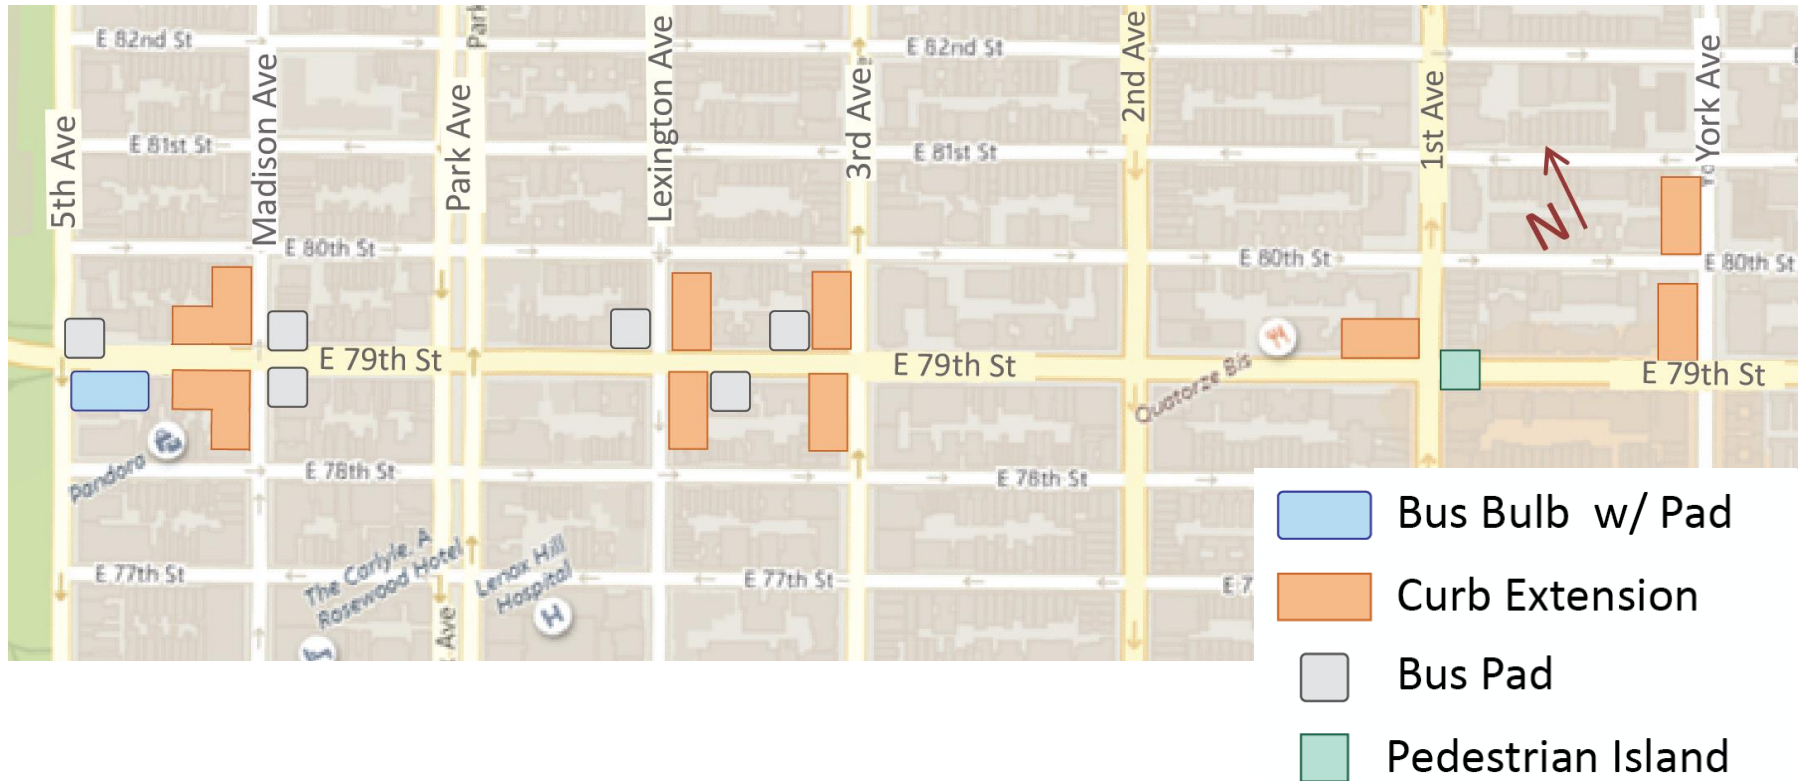 E 82nd St
E 82nd St
E 81st St
E 81st St
5th Ave
Madison Ave
Park Ave
Park
Lexington Ave
3rd Ave
2nd Ave
1st Ave
York Ave
N
E 80th St
E 80th St
E 80th St
E 79th St
E 79th St
E 79th St
Quatorze Bis
Pandora
E 78th St
E 78th St
The Carlyle. A
Rosewood Hotel
Lenox Hill
Hospital
H
E 77th St
E 77th St
E 7
Ave
Bus Bulb w/ Pad
Curb Extension
Bus Pad
Pedestrian Island